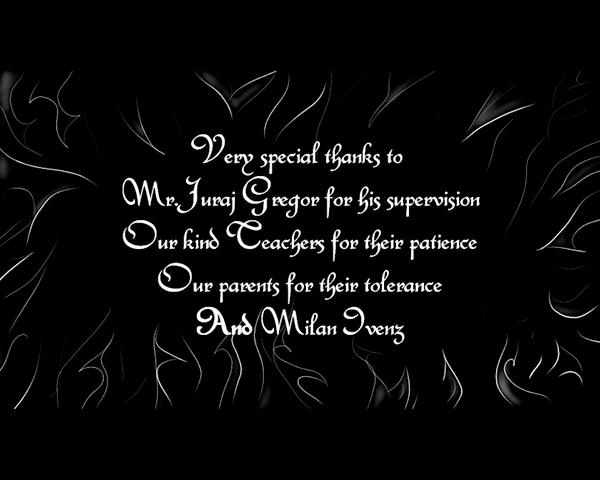 Very special thanks to
Mr.Juraj Gregor for his supervision
Our kind Teachers for their patience
Our parents for their tolerance
And Milan Ivenz